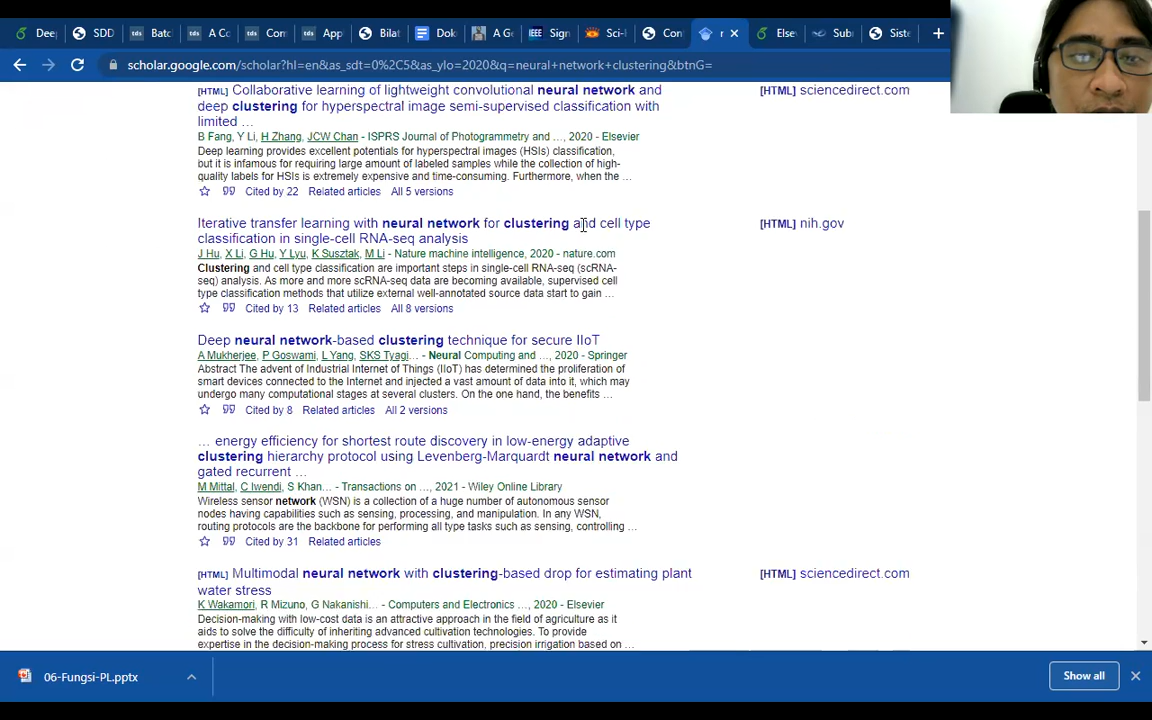 Deep
SDD
tds Batc
tds A Co
tds Con
tds App
Bilat
Dok
A Ge
IEEE Sign
Sci-
Con
r
Else
Sub
Siste
scholar.google.com/scholar?hl=en&as_sdt=0%2C5&as_ylo=2020&q=neural+network+clustering&btnG=
[HTML] Collaborative learning of lightweight convolutional neural network and
deep clustering for hyperspectral image semi-supervised classification with
limited …
[HTML] sciencedirect.com
B Fang, Y Li, H Zhang, JCW Chan - ISPRS Journal of Photogrammetry and …, 2020 - Elsevier
Deep learning provides excellent potentials for hyperspectral images (HSIs) classification,
but it is infamous for requiring large amount of labeled samples while the collection of high-
quality labels for HSIs is extremely expensive and time-consuming. Furthermore, when the …
Cited by 22 Related articles All 5 versions
Iterative transfer learning with neural network for clustering and cell type
classification in single-cell RNA-seq analysis
[HTML] nih.gov
J Hu, X Li, G Hu, Y Lyu, K Susztak, M Li - Nature machine intelligence, 2020 - nature.com
Clustering and cell type classification are important steps in single-cell RNA-seq (scRNA-
seq) analysis. As more and more scRNA-seq data are becoming available, supervised cell
type classification methods that utilize external well-annotated source data start to gain …
Cited by 13 Related articles All 8 versions
Deep neural network-based clustering technique for secure IIoT
A Mukherjee, P Goswami, L Yang, SKS Tyagi… - Neural Computing and …, 2020 - Springer
Abstract The advent of Industrial Internet of Things (IIoT) has determined the proliferation of
smart devices connected to the Internet and injected a vast amount of data into it, which may
undergo many computational stages at several clusters. On the one hand, the benefits …
Cited by 8 Related articles All 2 versions
… energy efficiency for shortest route discovery in low-energy adaptive
clustering hierarchy protocol using Levenberg-Marquardt neural network and
gated recurrent …
M Mittal, C Iwendi, S Khan… - Transactions on …, 2021 - Wiley Online Library
Wireless sensor network (WSN) is a collection of a huge number of autonomous sensor
nodes having capabilities such as sensing, processing, and manipulation. In any WSN,
routing protocols are the backbone for performing all type tasks such as sensing, controlling …
Cited by 31 Related articles
[HTML] Multimodal neural network with clustering-based drop for estimating plant
water stress
[HTML] sciencedirect.com
K Wakamori, R Mizuno, G Nakanishi… - Computers and Electronics …, 2020 - Elsevier
Decision-making with low-cost data is an attractive approach in the field of agriculture as it
aids to solve the difficulty of inheriting advanced cultivation technologies. To provide
expertise in the decision-making process for stress cultivation, precision irrigation based on …
06-Fungsi-PL.pptx
Show all